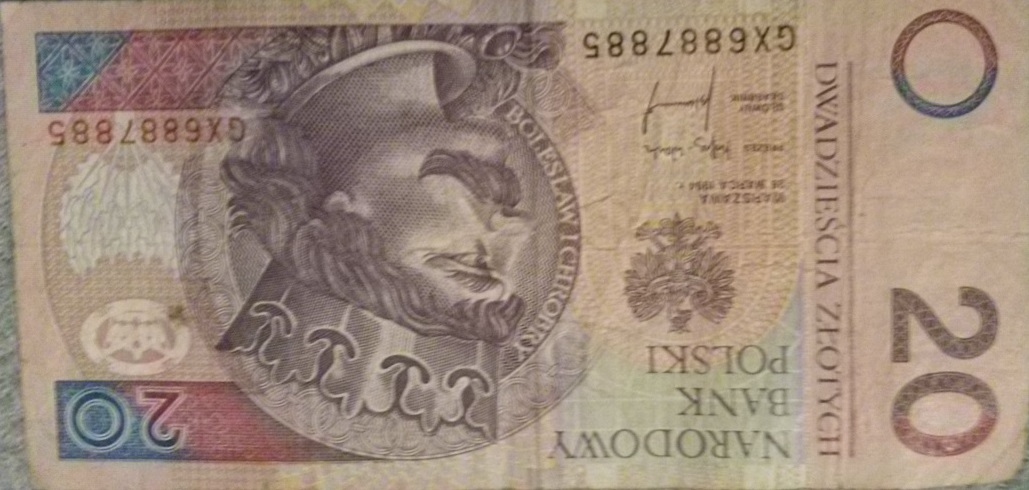 NARODOWY
BANK
POLSKI
WARSZAWA
25 MARCA 1994 r.
PREZES
GŁÓWNY
SKARBNIK
GX6887885
20
GX6887885
BOLESŁAW I CHROBRY
DWADZIEŚCIA ZŁOTYCH
20